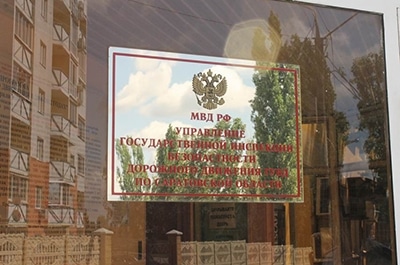 МВД РФ
УПРАВЛЕНИЕ
ГОСУДАРСТВЕННОЙ ИНСПЕКЦИИ
БЕЗОПАСНОСТИ
ДОРОЖНОГО ДВИЖЕНИЯ ГУВД
ПО САРАТОВСКОЙ ОБЛАСТИ